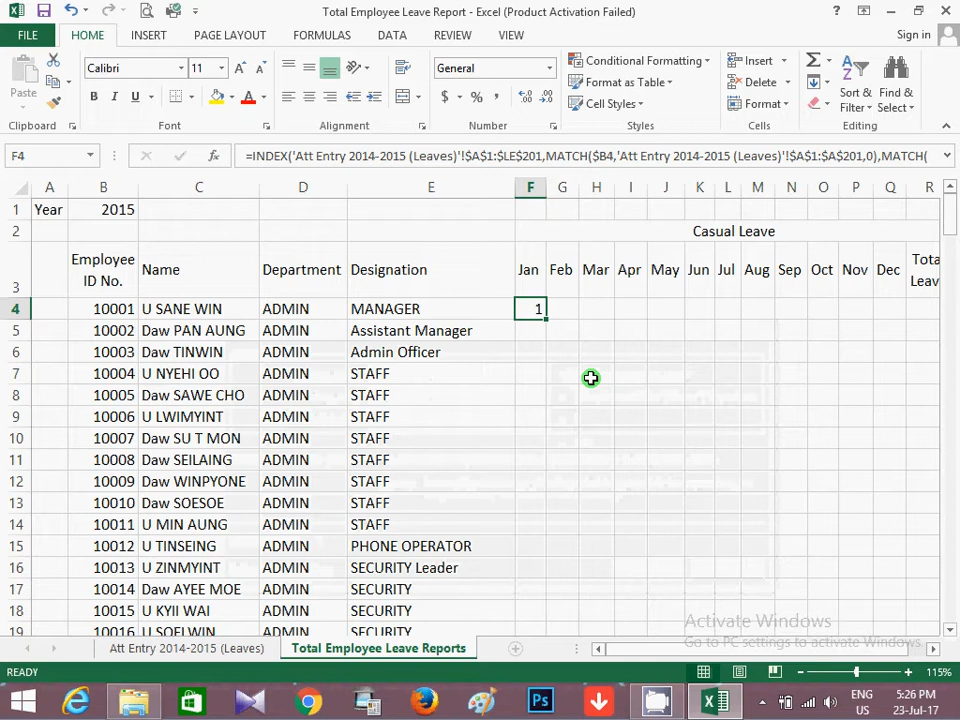 Total Employee Leave Report - Excel (Product Activation Failed)
FILE HOME INSERT PAGE LAYOUT FORMULAS DATA REVIEW VIEW Sign in
Calibri 11 General Conditional Formatting Insert
Paste Format as Table Delete Sort & Find &
B I U A $ % , Cell Styles Format Filter Select
Clipboard Font Alignment Number Styles Cells Editing
F4 fx =INDEX('Att Entry 2014-2015 (Leaves)'!$A$1:$LE$201,MATCH($B4,'Att Entry 2014-2015 (Leaves)'!$A$1:$A$201,0),MATCH(
A B C D E F G H I J K L M N O P Q R
1 Year 2015
2 Casual Leave
3 Employee ID No. Name Department Designation Jan Feb Mar Apr May Jun Jul Aug Sep Oct Nov Dec Tota Leav
4 10001 U SANE WIN ADMIN MANAGER 1
5 10002 Daw PAN AUNG ADMIN Assistant Manager
6 10003 Daw TINWIN ADMIN Admin Officer
7 10004 U NYEHI OO ADMIN STAFF
8 10005 Daw SAWE CHO ADMIN STAFF
9 10006 U LWIMYINT ADMIN STAFF
10 10007 Daw SU T MON ADMIN STAFF
11 10008 Daw SEILAING ADMIN STAFF
12 10009 Daw WINPYONE ADMIN STAFF
13 10010 Daw SOESOE ADMIN STAFF
14 10011 U MIN AUNG ADMIN STAFF
15 10012 U TINSEING ADMIN PHONE OPERATOR
16 10013 U ZINMYINT ADMIN SECURITY Leader
17 10014 Daw AYEE MOE ADMIN SECURITY
18 10015 U KYII WAI ADMIN SECURITY
19 10016 U SOELWIN ADMIN SECURITY
Activate Windows
Go to PC settings to activate Windows.
Att Entry 2014-2015 (Leaves) Total Employee Leave Reports
READY 115%
ENG 5:26 PM
US 23-Jul-17